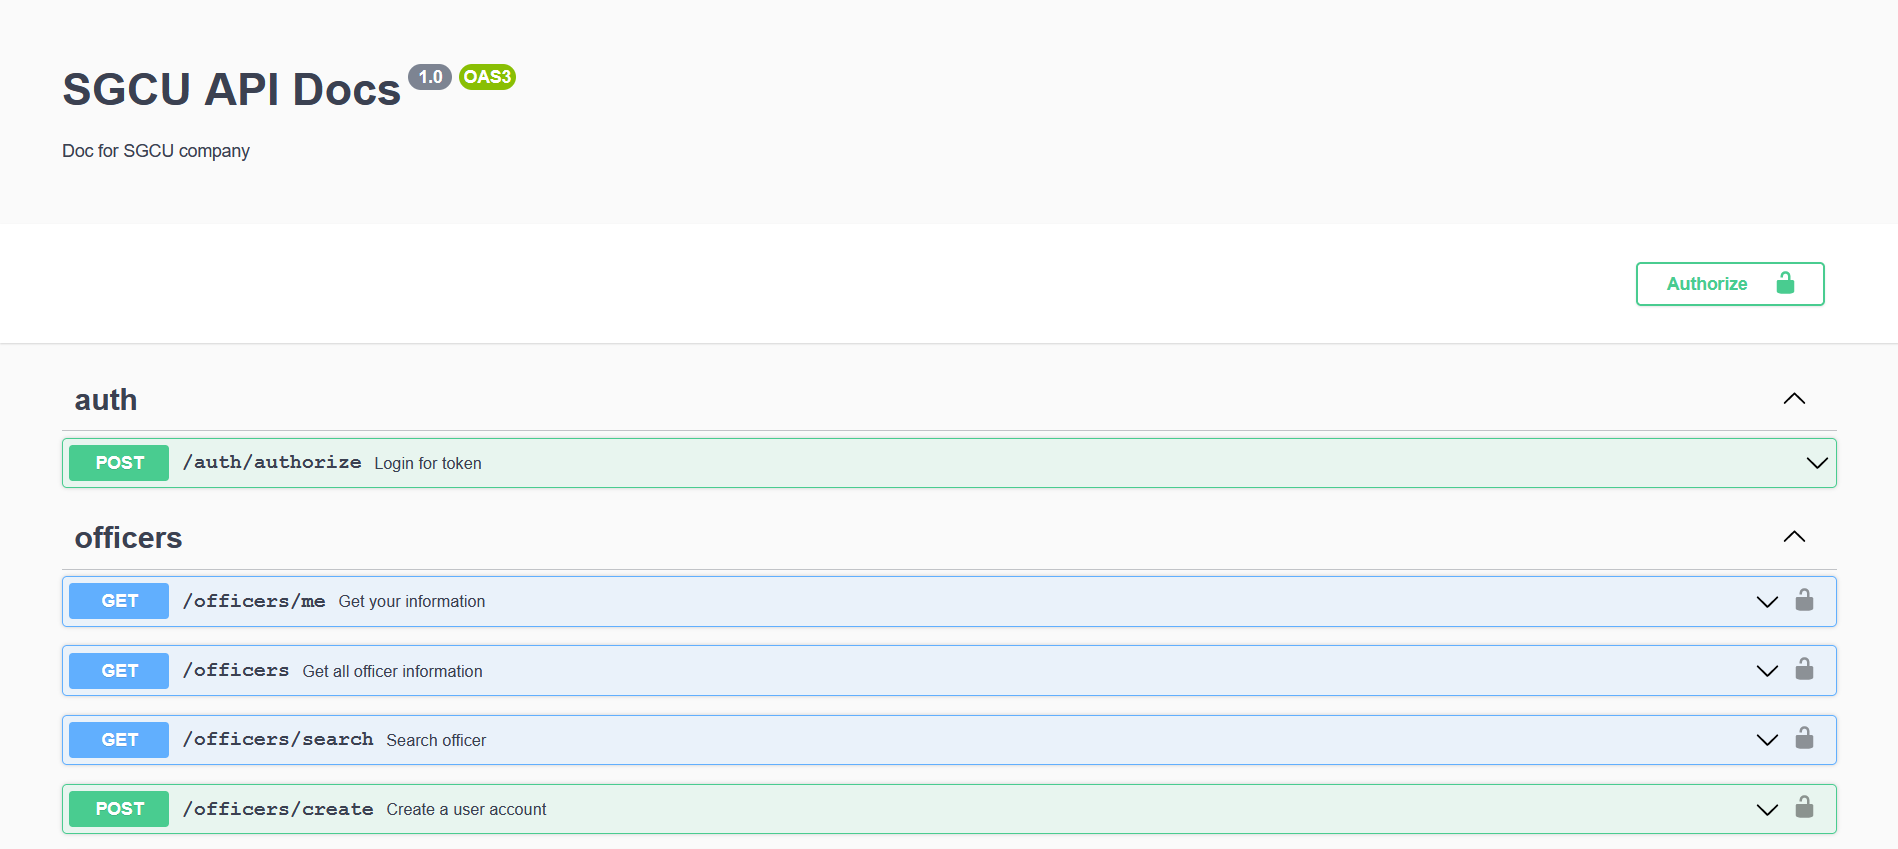 SGCU API Docs 1.0 OAS3
Doc for SGCU company
Authorize
auth
POST /auth/authorize Login for token
officers
GET /officers/me Get your information
GET /officers Get all officer information
GET /officers/search Search officer
POST /officers/create Create a user account